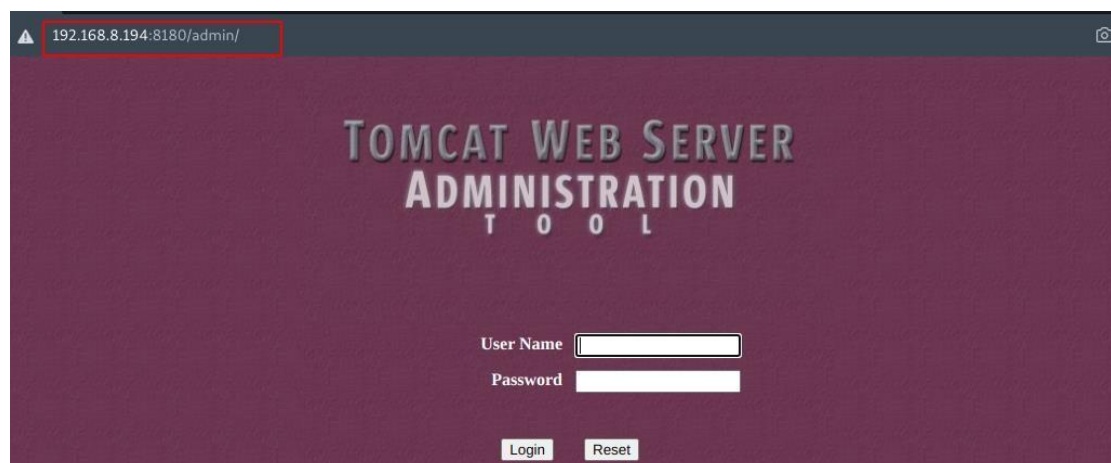 192.168.8.194:8180/admin/
TOMCAT WEB SERVER
ADMINISTRATION
TOOL
User Name
Password
Login Reset